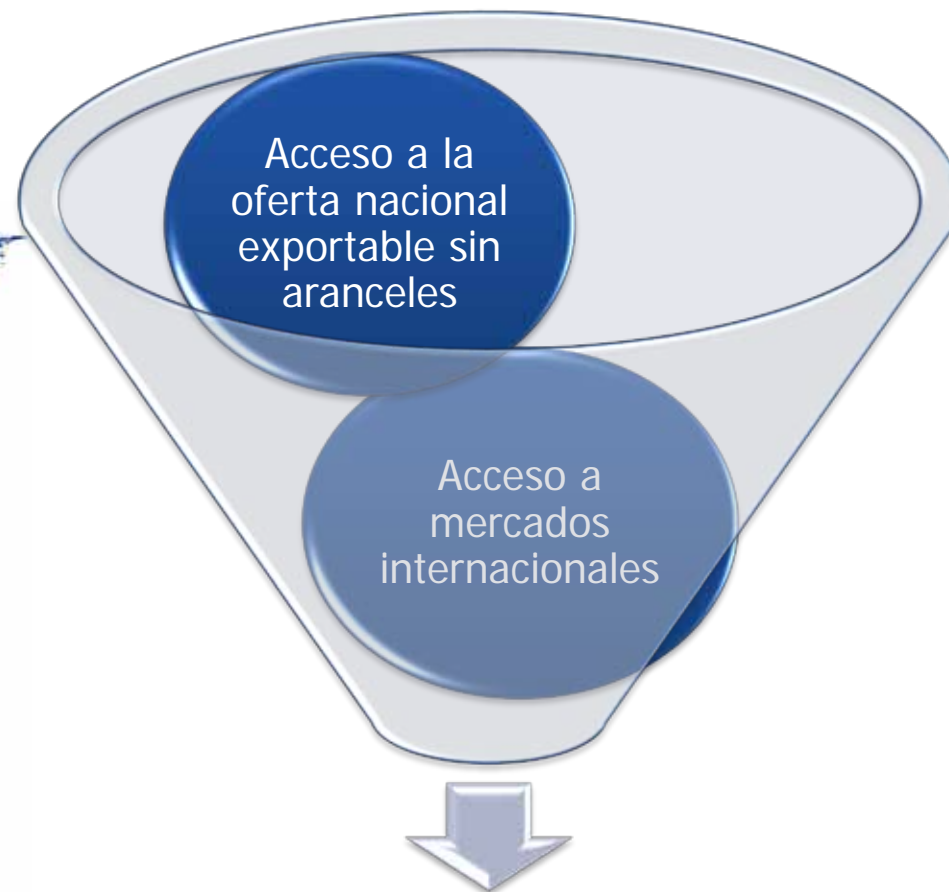 Acceso a la
oferta nacional
exportable sin
aranceles
Acceso a
mercados
internacionales